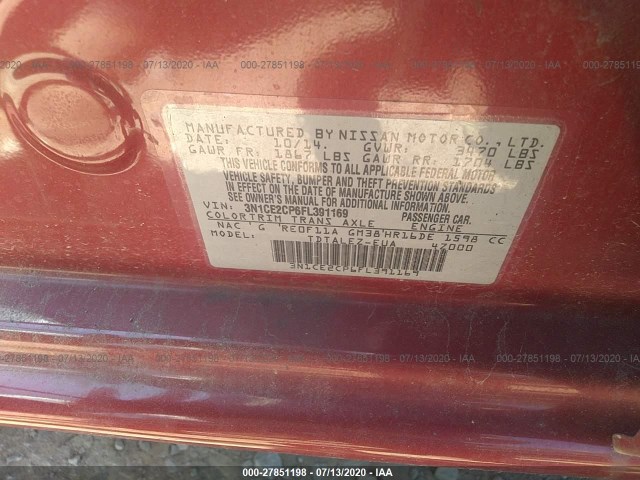 000-27851198 - 07/13/2020 - IAA
MANUFACTURED BY NISSAN MOTOR CO., LTD.
DATE: 10/14. GVWR: 3470 LBS
GAWR FR: 1867 LBS GAWR RR: 1704 LBS
THIS VEHICLE CONFORMS TO ALL APPLICABLE FEDERAL MOTOR
VEHICLE SAFETY, BUMPER AND THEFT PREVENTION STANDARDS
IN EFFECT ON THE DATE OF MANUFACTURE SHOWN ABOVE.
SEE OWNER'S MANUAL FOR ADDITIONAL INFORMATION
VIN: 3N1CE2CP6FL391169 PASSENGER CAR.
COLOR TRIM TRANS AXLE ENGINE
NAC 'G 'RE0F11A GM38'HR16DE 1598 CC
MODEL: TDTALEZ-EUA 47000
3N1CE2CP6FL391169
000-27851198 - 07/13/2020 - IAA